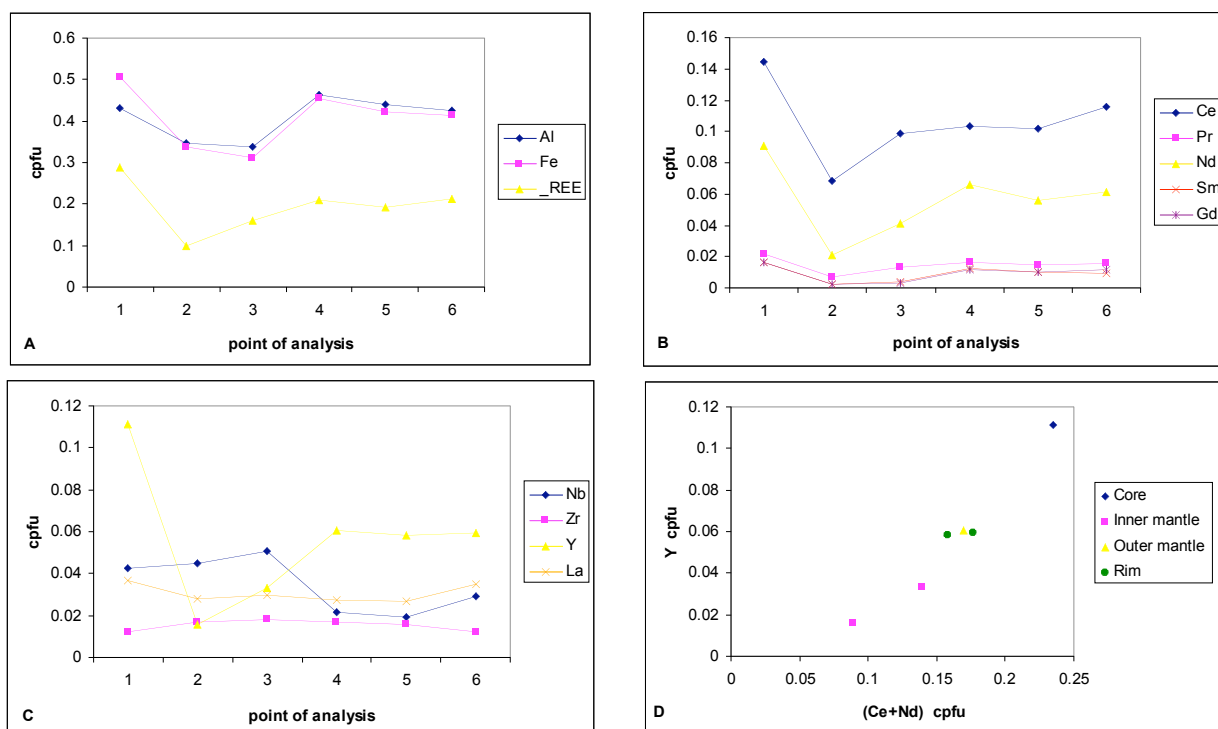 0.6
0.5
0.4
0.3
0.2
0.1
0
cpfu
1 2 3 4 5 6
A
point of analysis
Al
Fe
_REE
0.16
0.14
0.12
0.1
0.08
0.06
0.04
0.02
0
cpfu
1 2 3 4 5 6
B
point of analysis
Ce
Pr
Nd
Sm
Gd
0.12
0.1
0.08
0.06
0.04
0.02
0
cpfu
1 2 3 4 5 6
C
point of analysis
Nb
Zr
Y
La
0.12
0.1
0.08
0.06
0.04
0.02
0
Y cpfu
0 0.05 0.1 0.15 0.2 0.25
D
(Ce+Nd) cpfu
Core
Inner mantle
Outer mantle
Rim